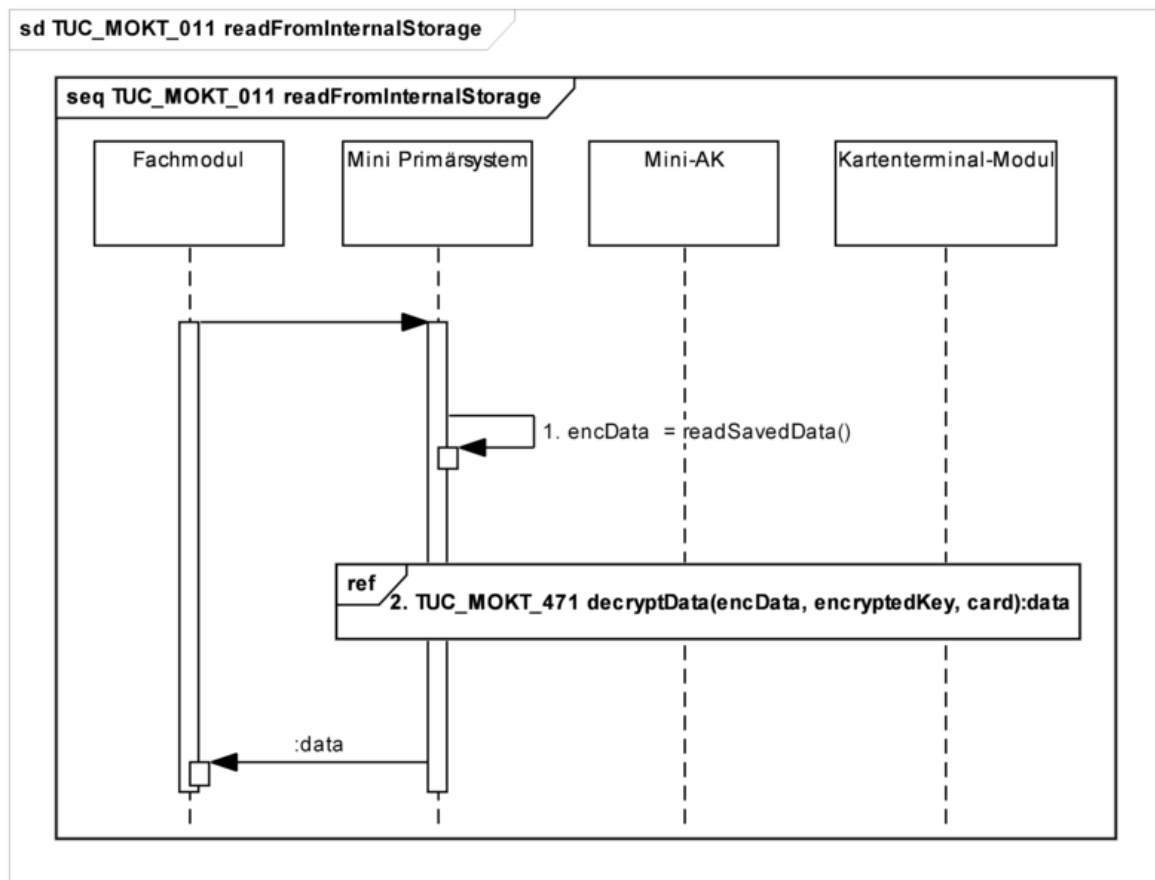 sd TUC_MOKT_011 readFromInternalStorage
seq TUC_MOKT_011 readFromInternalStorage
Fachmodul
Mini Primärsystem
Mini-AK
Kartenterminal-Modul
1. encData = readSavedData()
ref
2. TUC_MOKT_471 decryptData(encData, encryptedKey, card):data
:data